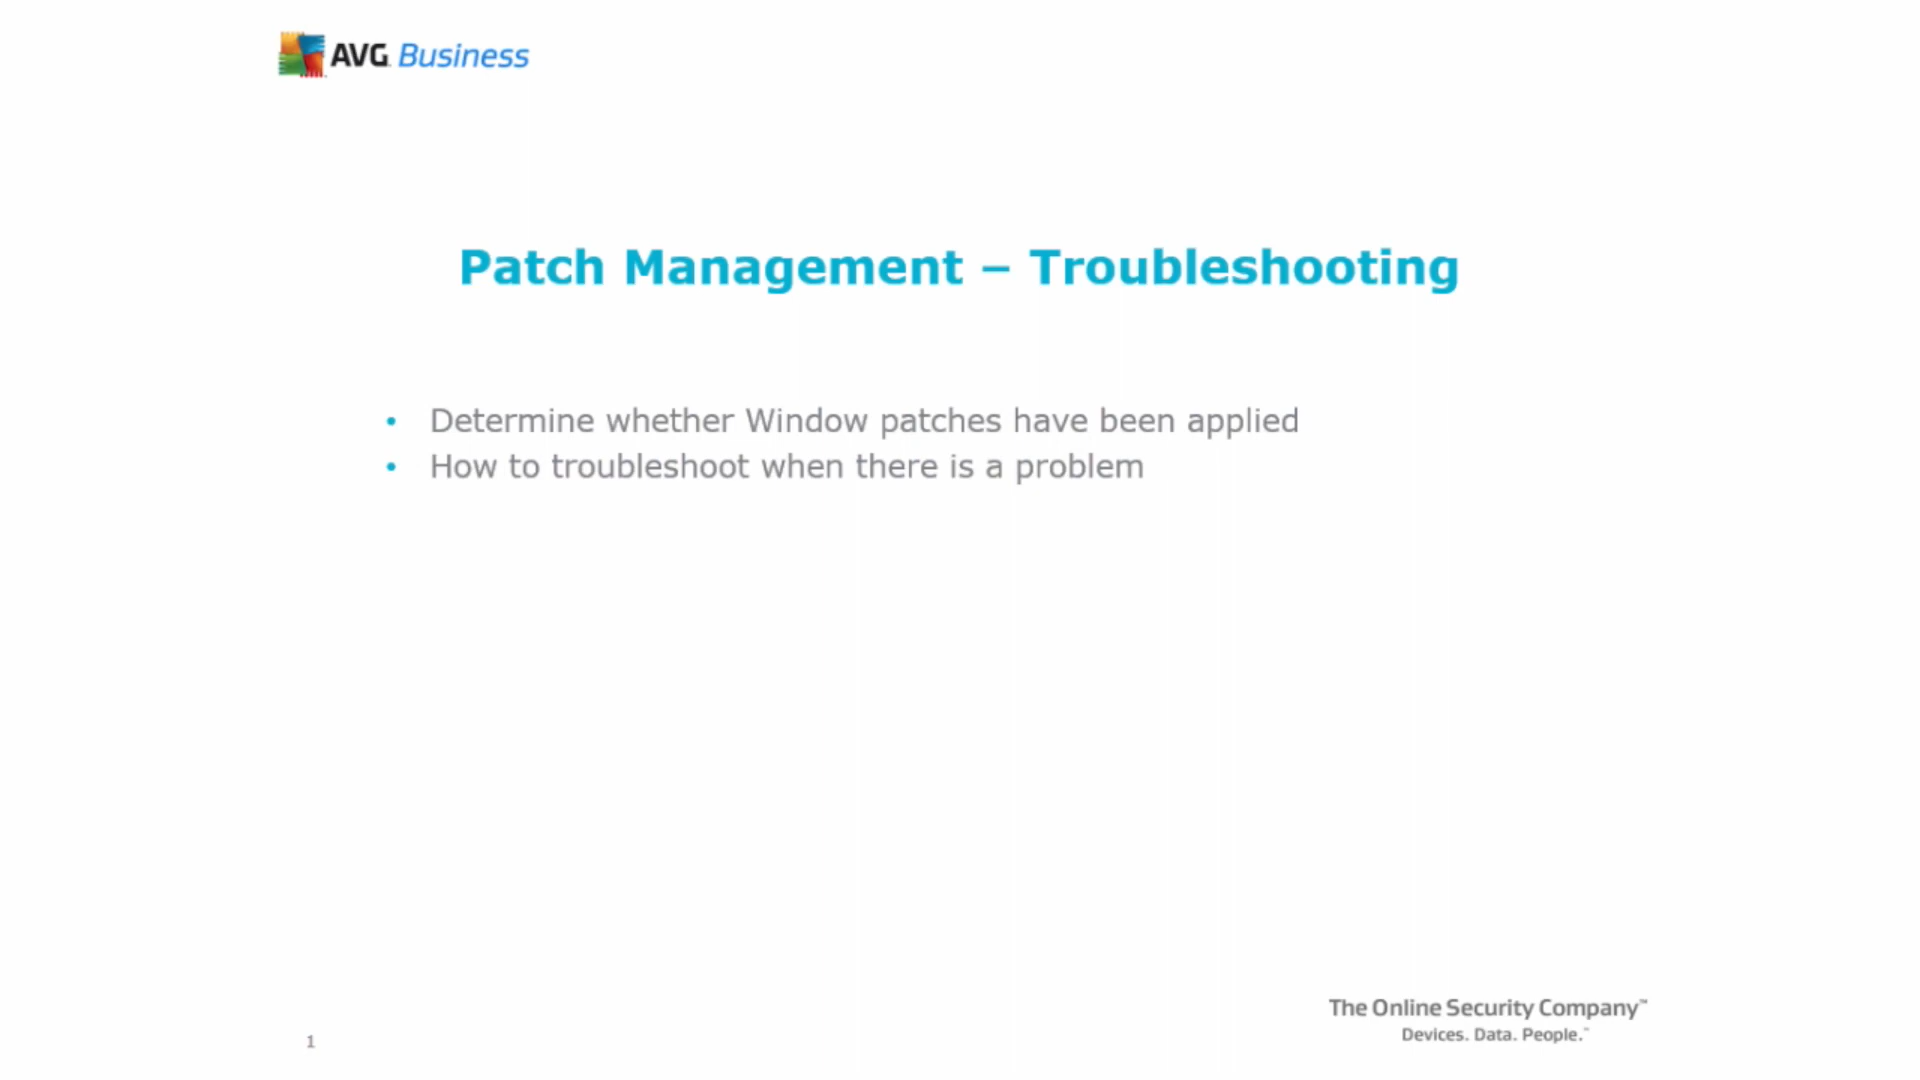 AVG Business
Patch Management – Troubleshooting
• Determine whether Window patches have been applied
• How to troubleshoot when there is a problem
The Online Security Company™
Devices. Data. People.™
1